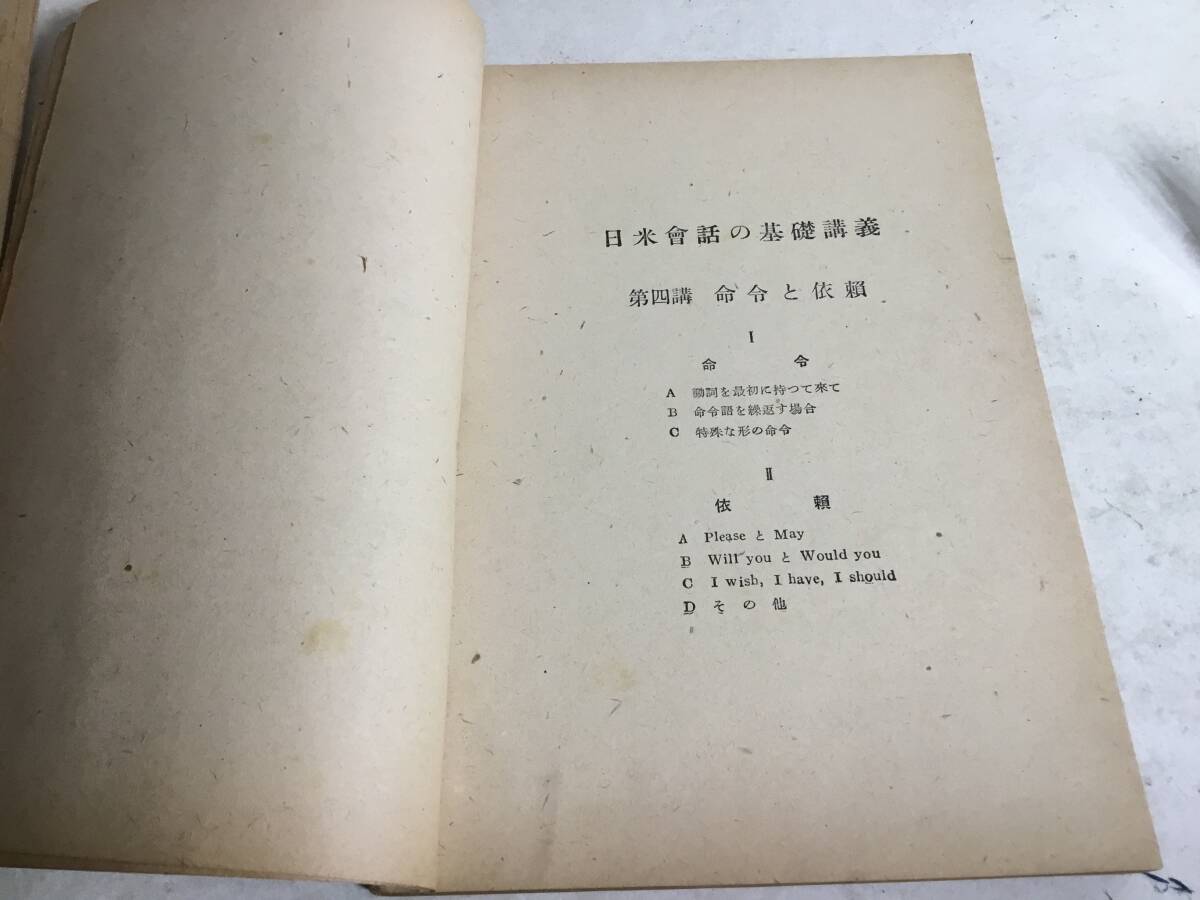 日米會話の基礎講義
第四講 命令と依賴
I
命令
A 動詞を最初に持つて來て
B 命令語を繰返す場合
C 特殊な形の命令
II
依賴
A Please と May
B Will you と Would you
C I wish, I have, I should
D その他